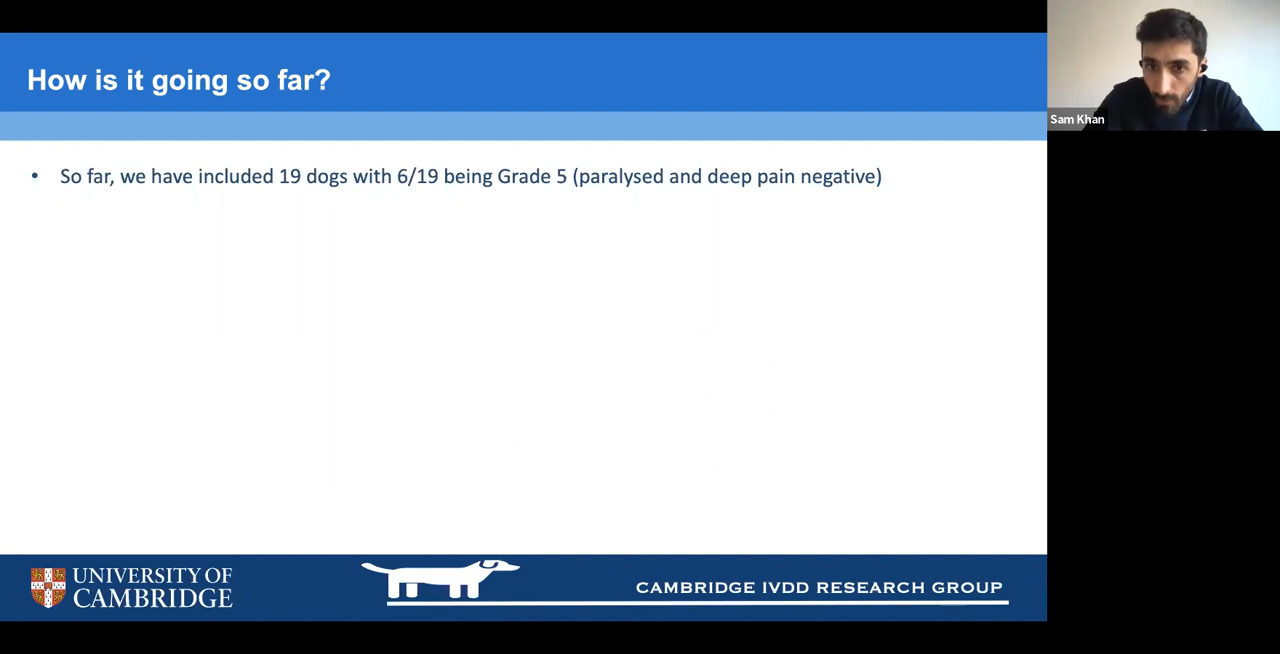 How is it going so far?
Sam Khan
• So far, we have included 19 dogs with 6/19 being Grade 5 (paralysed and deep pain negative)
UNIVERSITY OF
CAMBRIDGE
CAMBRIDGE IVDD RESEARCH GROUP